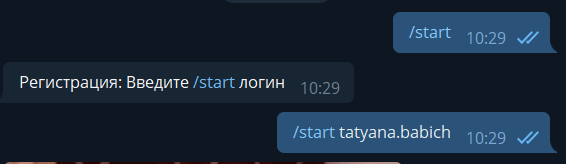 /start 10:29
Регистрация: Введите /start логин 10:29
/start tatyana.babich 10:29